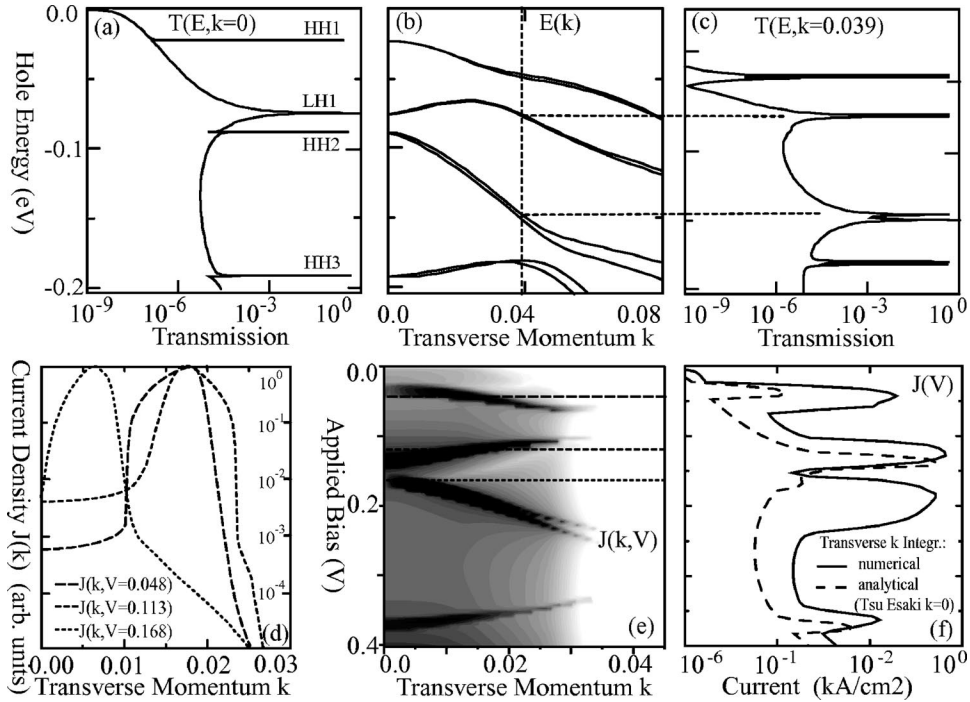 (a)
T(E,k=0)
HH1
LH1
HH2
HH3
0.0
-0.1
-0.2
Hole Energy (eV)
10^-9
10^-6
10^-3
10^0
Transmission
(b)
E(k)
0.0
0.04
0.08
Transverse Momentum k
(c)
T(E,k=0.039)
10^-9
10^-6
10^-3
10^0
Transmission
Current Density J(k) (arb. units)
10^0
10^-1
10^-2
10^-3
10^-4
J(k,V=0.048)
J(k,V=0.113)
J(k,V=0.168)
(d)
0.00
0.01
0.02
0.03
Transverse Momentum k
Applied Bias (V)
0.0
0.2
0.4
J(k,V)
(e)
0.0
0.02
0.04
Transverse Momentum k
J(V)
Transverse k Integr.:
numerical
analytical
(Tsu Esaki k=0)
(f)
10^-6
10^-1
10^-2
10^0
Current (kA/cm2)